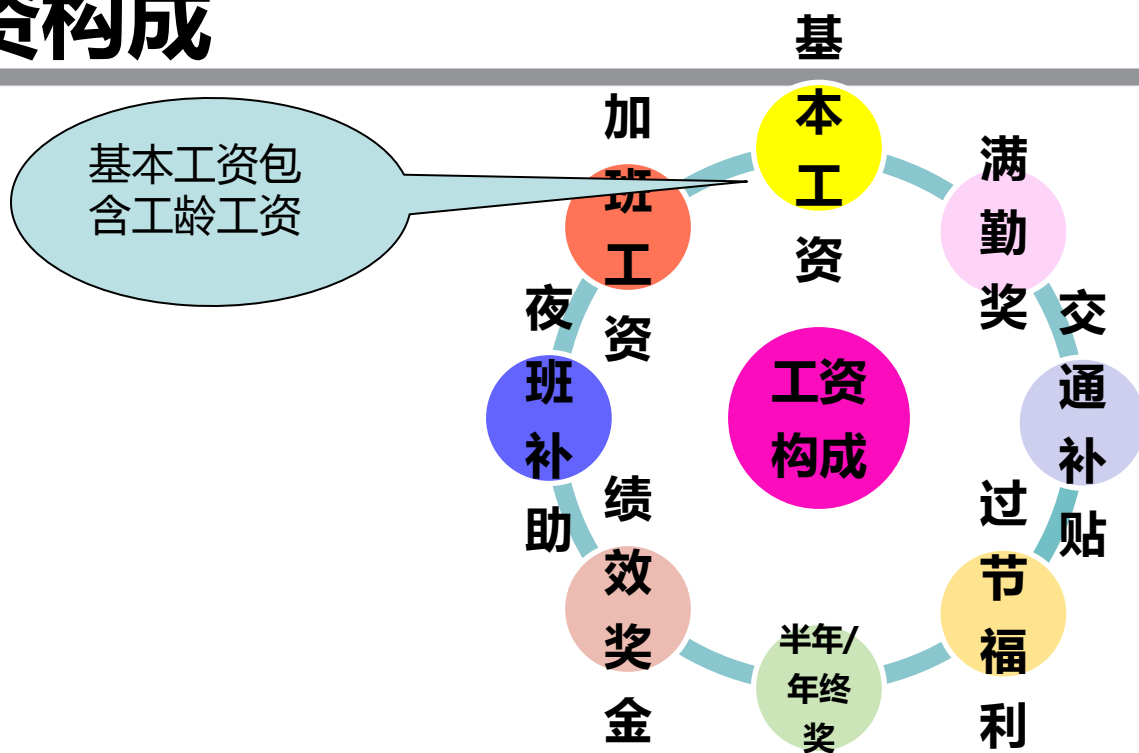 资构成
基本工资包
含工龄工资
基本工资
满勤奖
交通补贴
过节福利
半年/
年终
奖
绩效奖金
夜班补助
加班工资
工资
构成